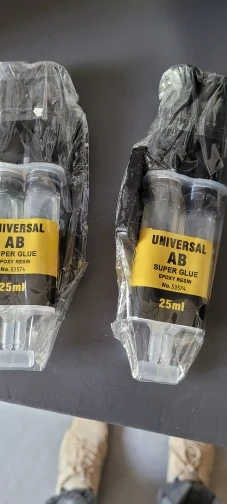 UNIVERSAL
AB
SUPER GLUE
EPOXY RESIN
No. 53574
25ml
UNIVERSAL
AB
SUPER GLUE
EPOXY RESIN
No. 53574
25ml